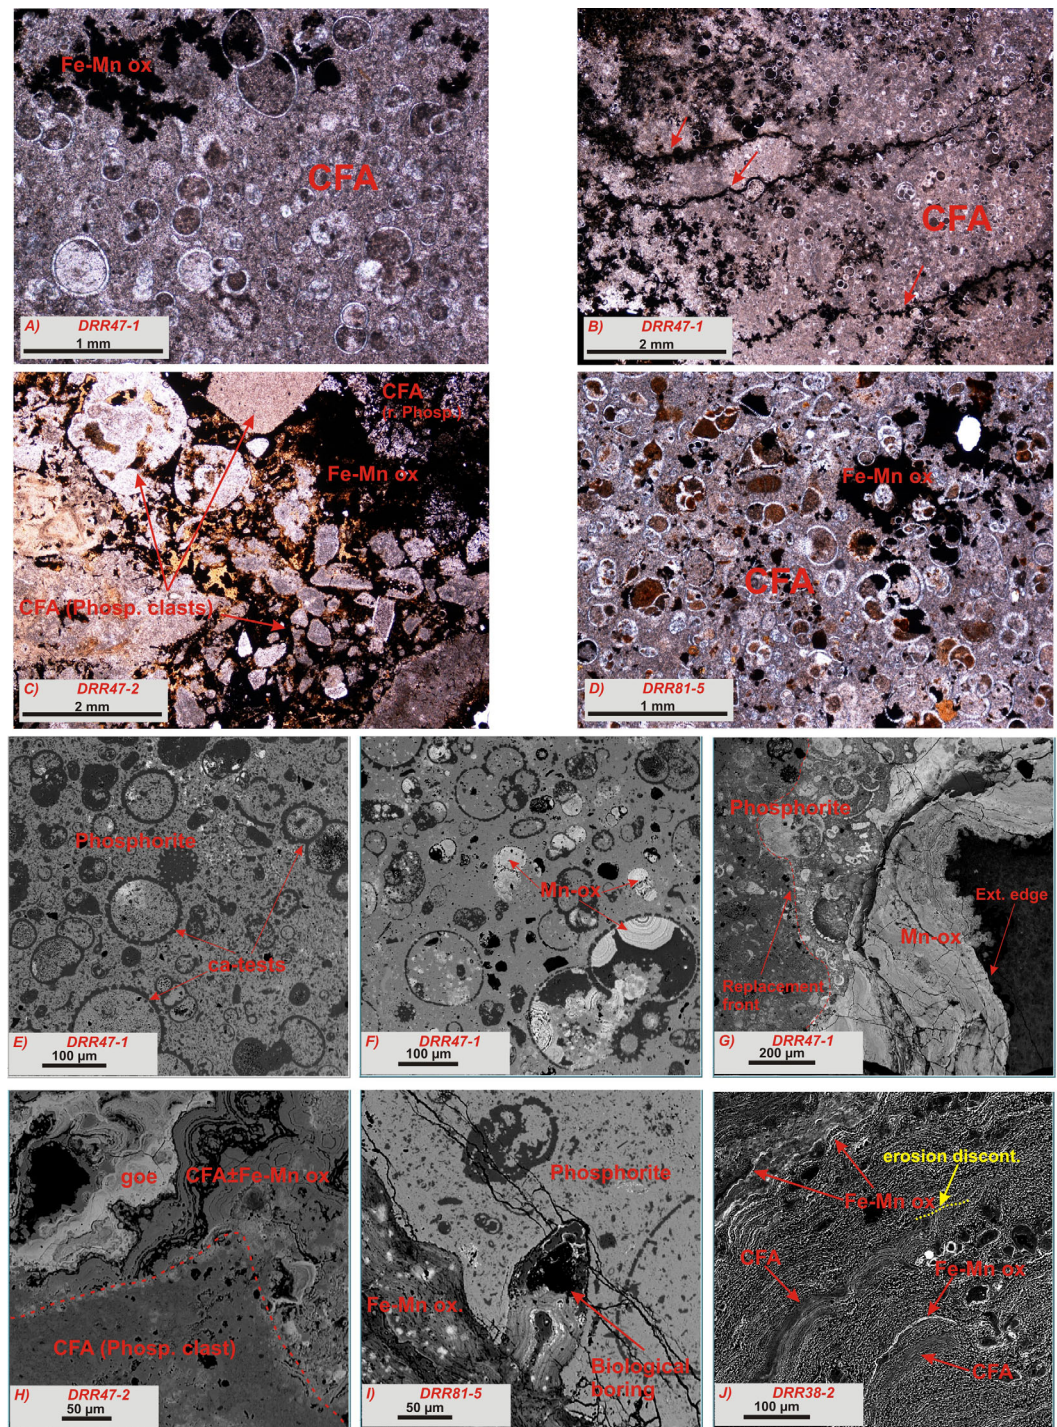 Fe-Mn ox
CFA
A) DRR47-1
1 mm
CFA
B) DRR47-1
2 mm
CFA
(r. Phosp.)
Fe-Mn ox
CFA (Phosp. clasts)
C) DRR47-2
2 mm
Fe-Mn ox
CFA
D) DRR81-5
1 mm
Phosphorite
ca-tests
E) DRR47-1
100 µm
Mn-ox
F) DRR47-1
100 µm
Phosphorite
Ext. edge
Mn-ox
Replacement
front
G) DRR47-1
200 µm
goe
CFA±Fe-Mn ox
CFA (Phosp. clast)
H) DRR47-2
50 µm
Phosphorite
Fe-Mn ox.
Biological
boring
I) DRR81-5
50 µm
erosion discont.
Fe-Mn ox
CFA
Fe-Mn ox
CFA
J) DRR38-2
100 µm